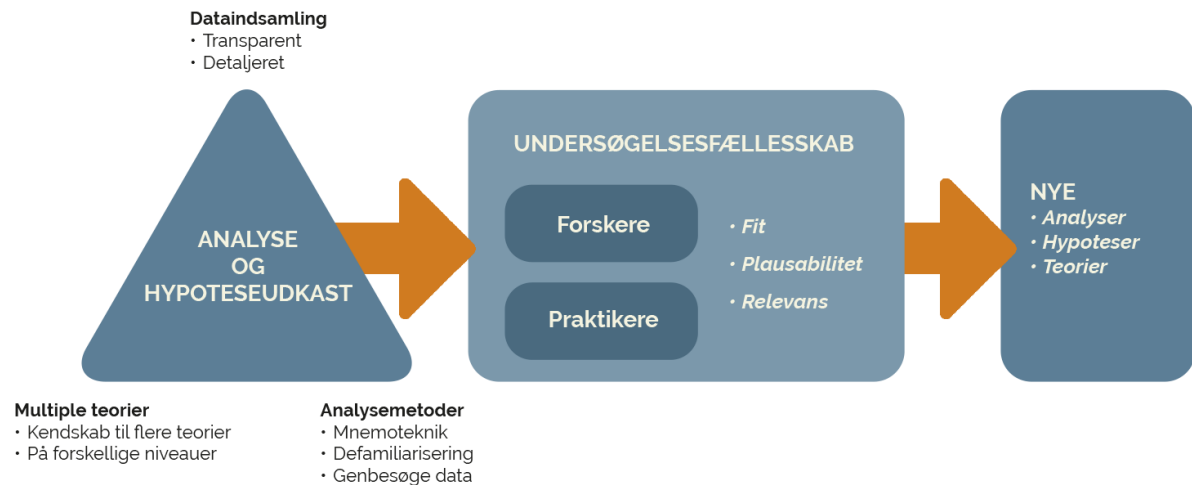 Dataindsamling
• Transparent
• Detaljeret
ANALYSE
OG
HYPOTESEUDKAST
Multiple teorier
• Kendskab til flere teorier
• På forskellige niveauer
Analysemetoder
• Mnemoteknik
• Defamiliarisering
• Genbesøge data
UNDERSØGELSESFÆLLESSKAB
Forskere
Praktikere
• Fit
• Plausabilitet
• Relevans
NYE
• Analyser
• Hypoteser
• Teorier